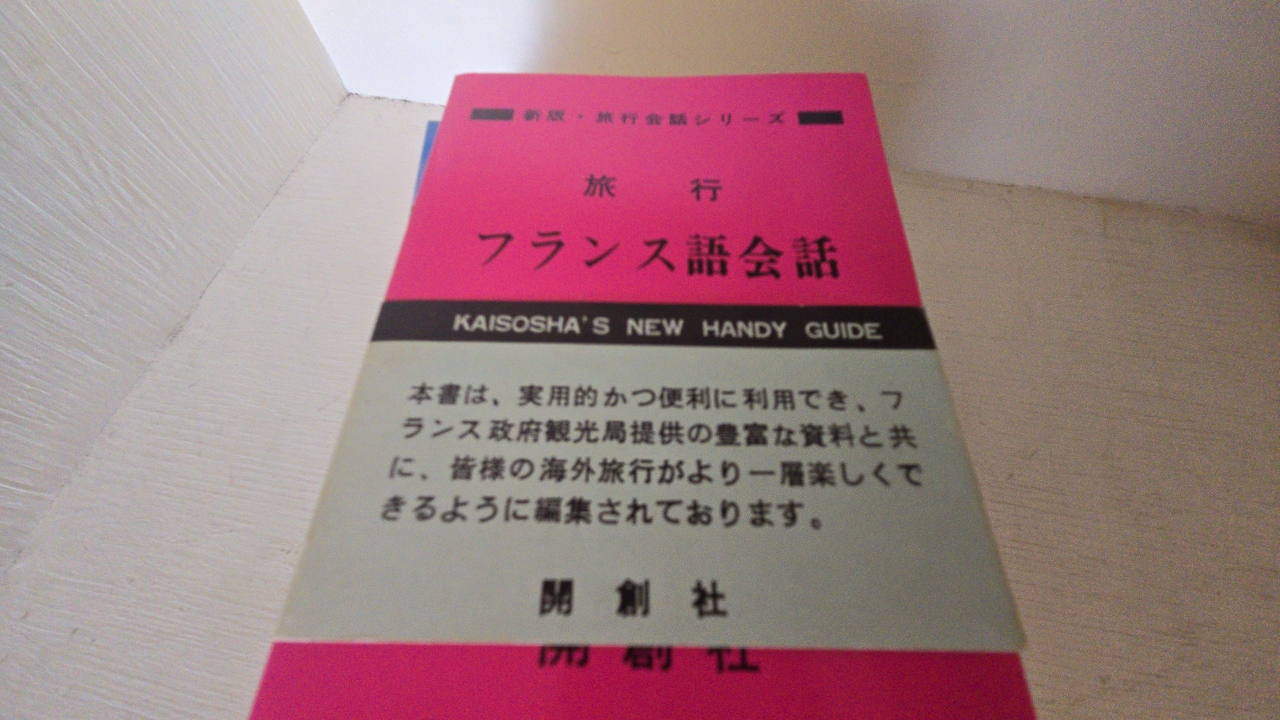 新版・旅行会話シリーズ
旅行
フランス語会話
KAISOSHA'S NEW HANDY GUIDE
本書は、実用的かつ便利に利用でき、フ
ランス政府観光局提供の豊富な資料と共
に、皆様の海外旅行がより一層楽しくで
きるように編集されております。
開創社
開創社